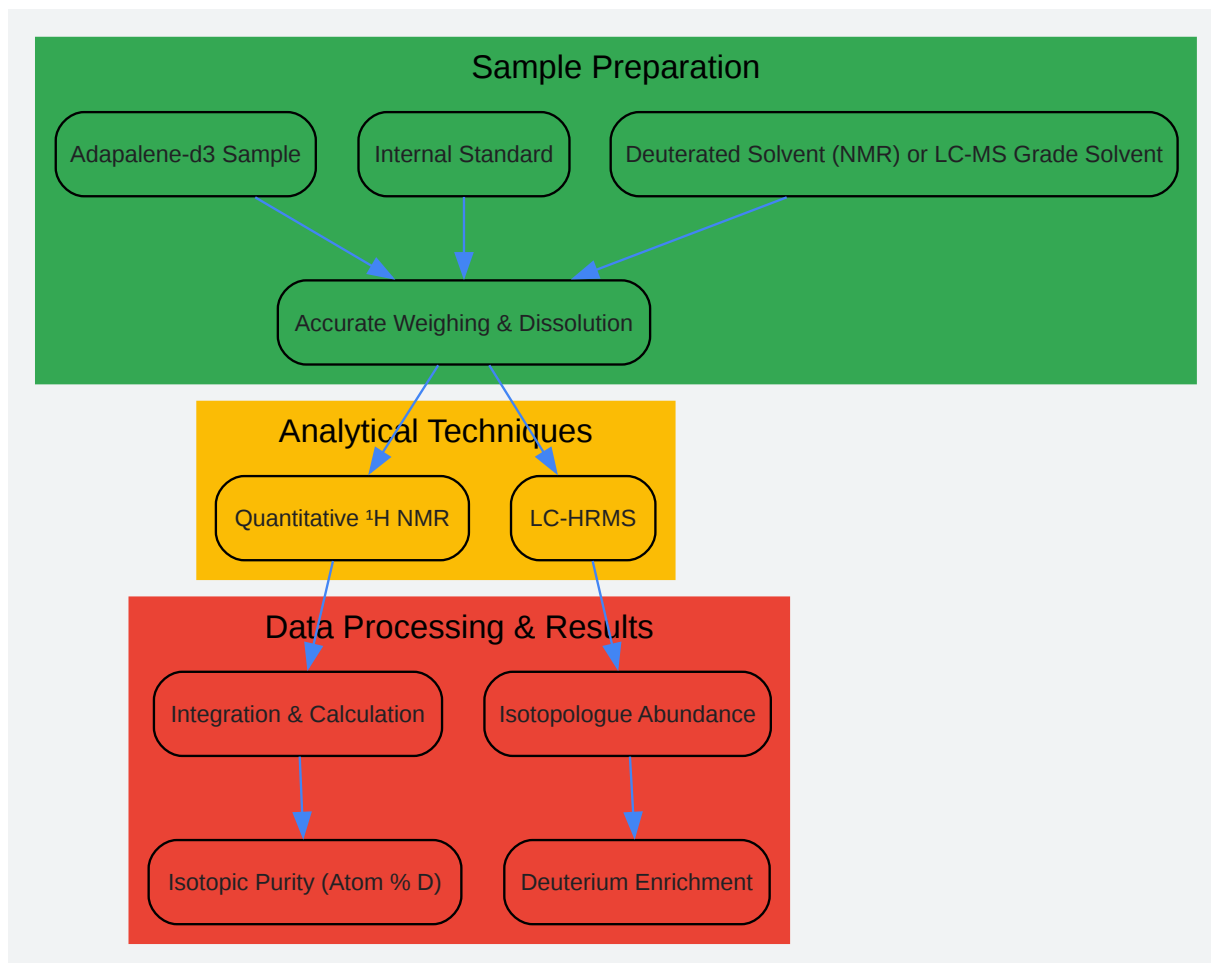 Sample Preparation
Adapalene-d3 Sample
Internal Standard
Deuterated Solvent (NMR) or LC-MS Grade Solvent
Accurate Weighing & Dissolution
Analytical Techniques
Quantitative ¹H NMR
LC-HRMS
Data Processing & Results
Integration & Calculation
Isotopologue Abundance
Isotopic Purity (Atom % D)
Deuterium Enrichment